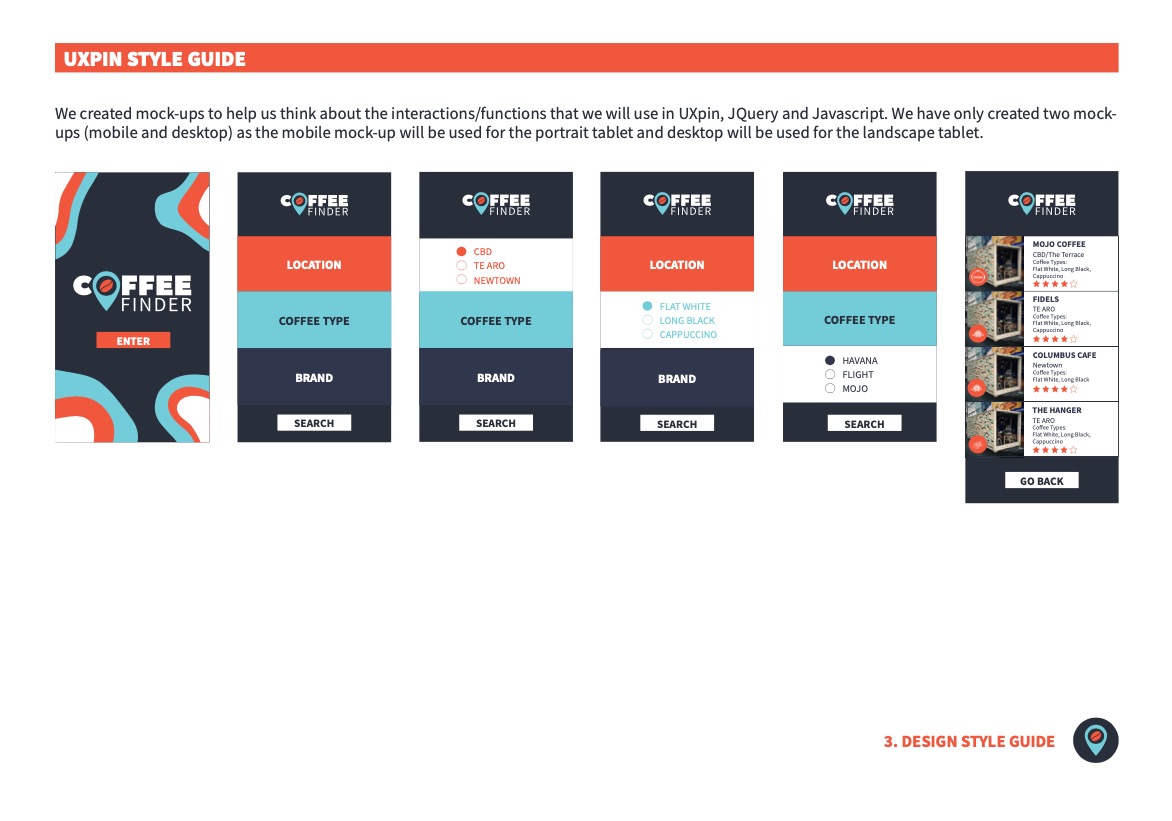 UXPIN STYLE GUIDE
We created mock-ups to help us think about the interactions/functions that we will use in UXpin, JQuery and Javascript. We have only created two mock-
ups (mobile and desktop) as the mobile mock-up will be used for the portrait tablet and desktop will be used for the landscape tablet.
COFFEE
FINDER
ENTER
COFFEE
FINDER
LOCATION
COFFEE TYPE
BRAND
SEARCH
COFFEE
FINDER
CBD
TE ARO
NEWTOWN
COFFEE TYPE
BRAND
SEARCH
COFFEE
FINDER
LOCATION
FLAT WHITE
LONG BLACK
CAPPUCCINO
BRAND
SEARCH
COFFEE
FINDER
LOCATION
COFFEE TYPE
HAVANA
FLIGHT
MOJO
SEARCH
COFFEE
FINDER
MOJO COFFEE
CBD/The Terrace
Coffee Types:
Flat White, Long Black,
Cappuccino
FIDELS
TE ARO
Coffee Types:
Flat White, Long Black,
Cappuccino
COLUMBUS CAFE
Newtown
Coffee Types:
Flat White, Long Black
THE HANGER
TE ARO
Coffee Types:
Flat White, Long Black,
Cappuccino
GO BACK
3. DESIGN STYLE GUIDE